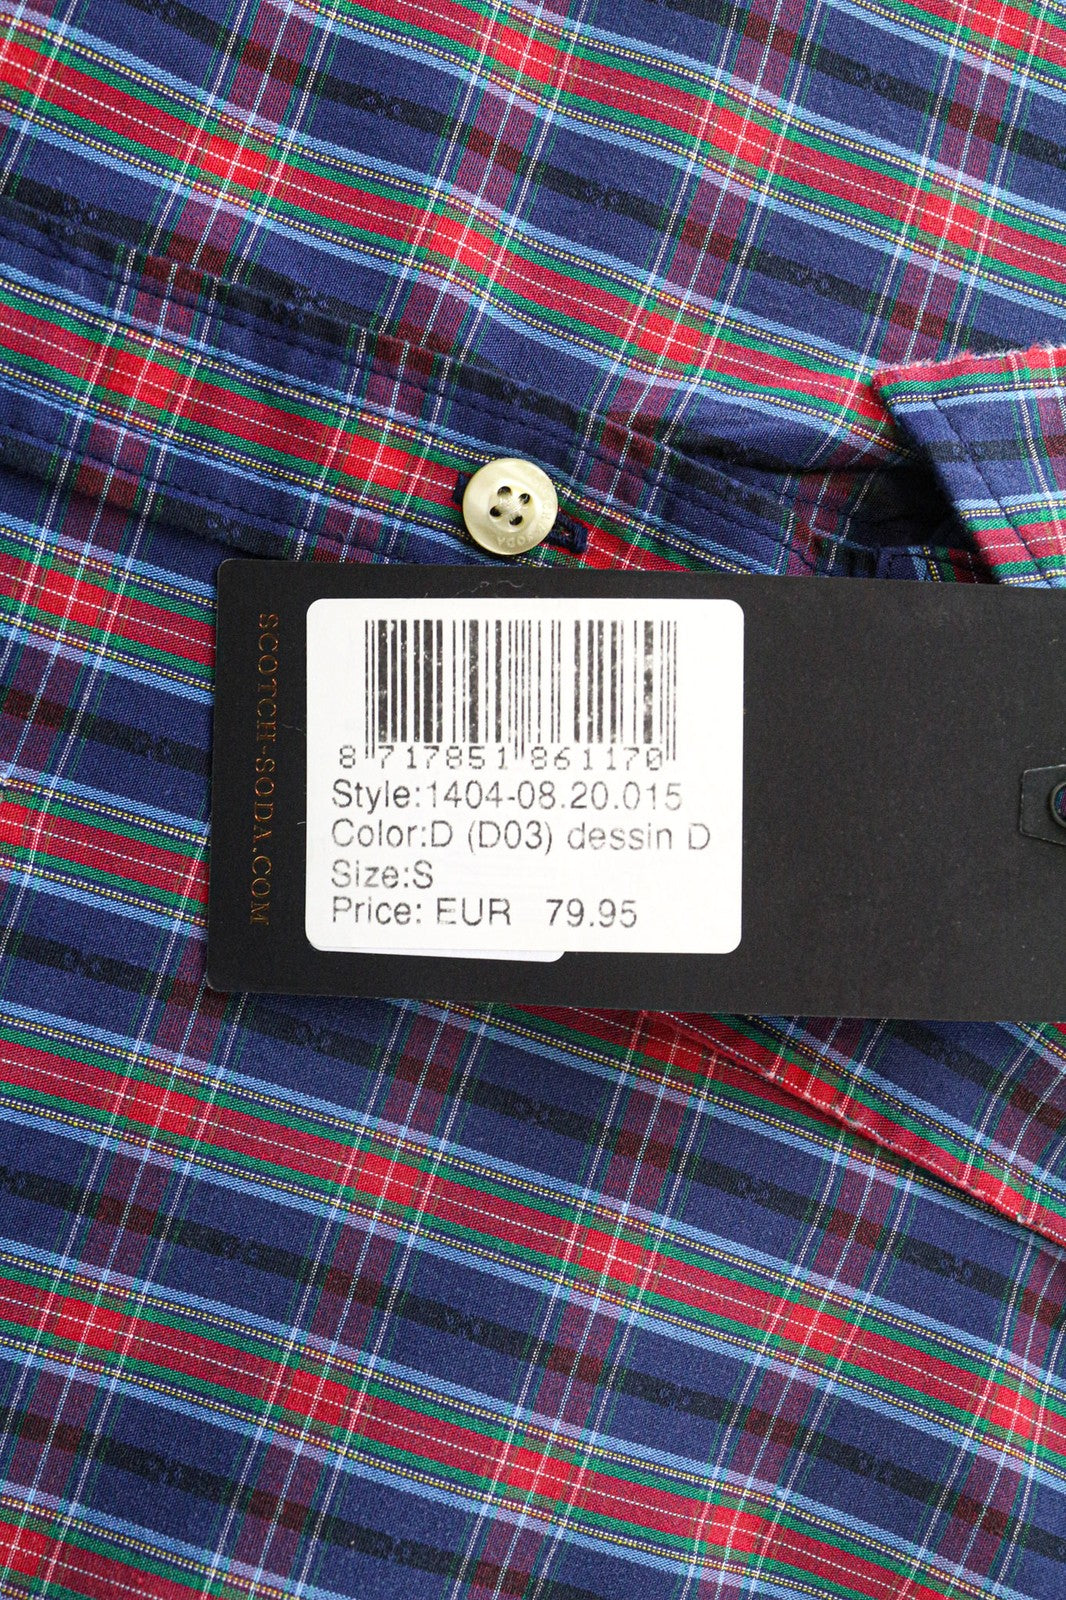 SCOTCH-SODA.COM
8 717851 861170
Style:1404-08.20.015
Color:D (D03) dessin D
Size:S
Price: EUR 79.95